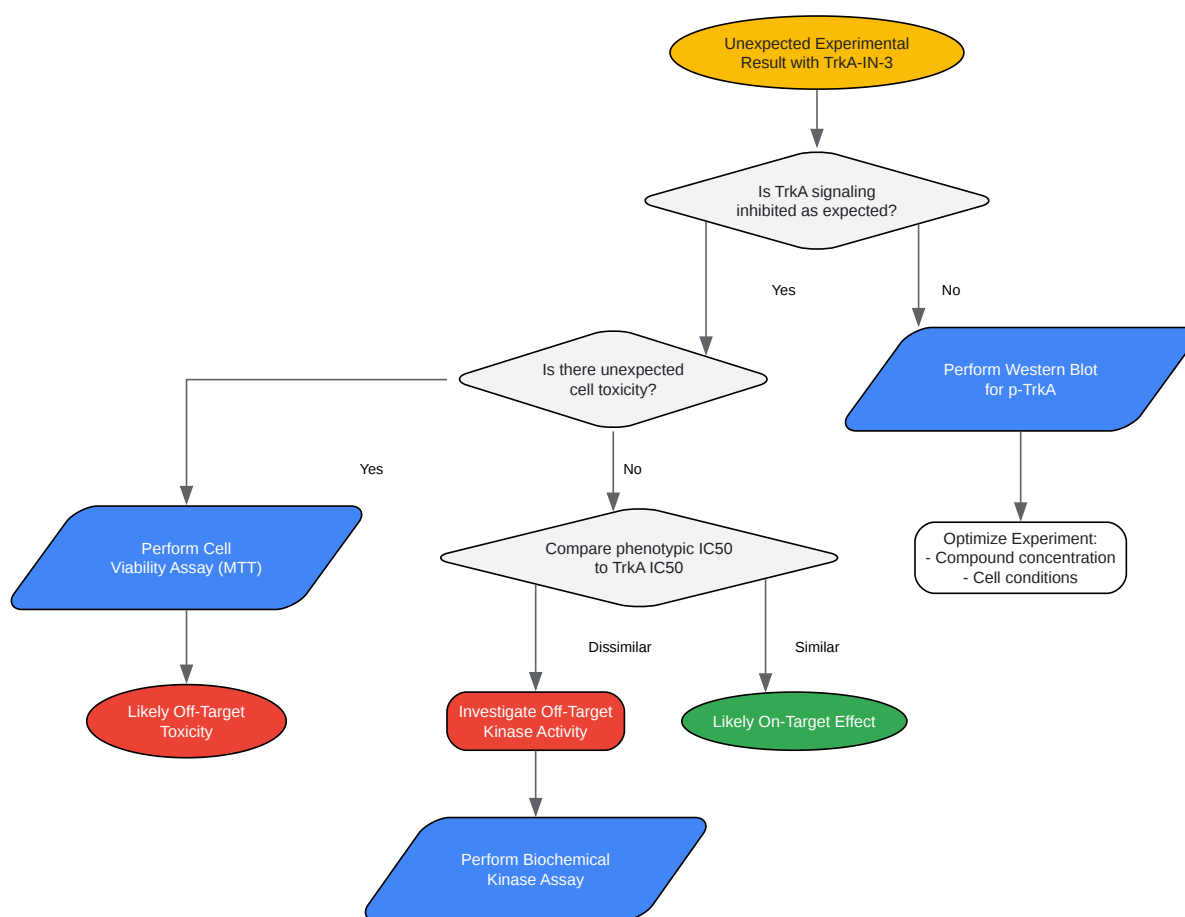 Unexpected Experimental
Result with TrkA-IN-3
Is TrkA signaling
inhibited as expected?
Yes
No
Is there unexpected
cell toxicity?
Perform Western Blot
for p-TrkA
Yes
No
Perform Cell
Viability Assay (MTT)
Compare phenotypic IC50
to TrkA IC50
Optimize Experiment:
- Compound concentration
- Cell conditions
Dissimilar
Similar
Likely Off-Target
Toxicity
Investigate Off-Target
Kinase Activity
Likely On-Target Effect
Perform Biochemical
Kinase Assay